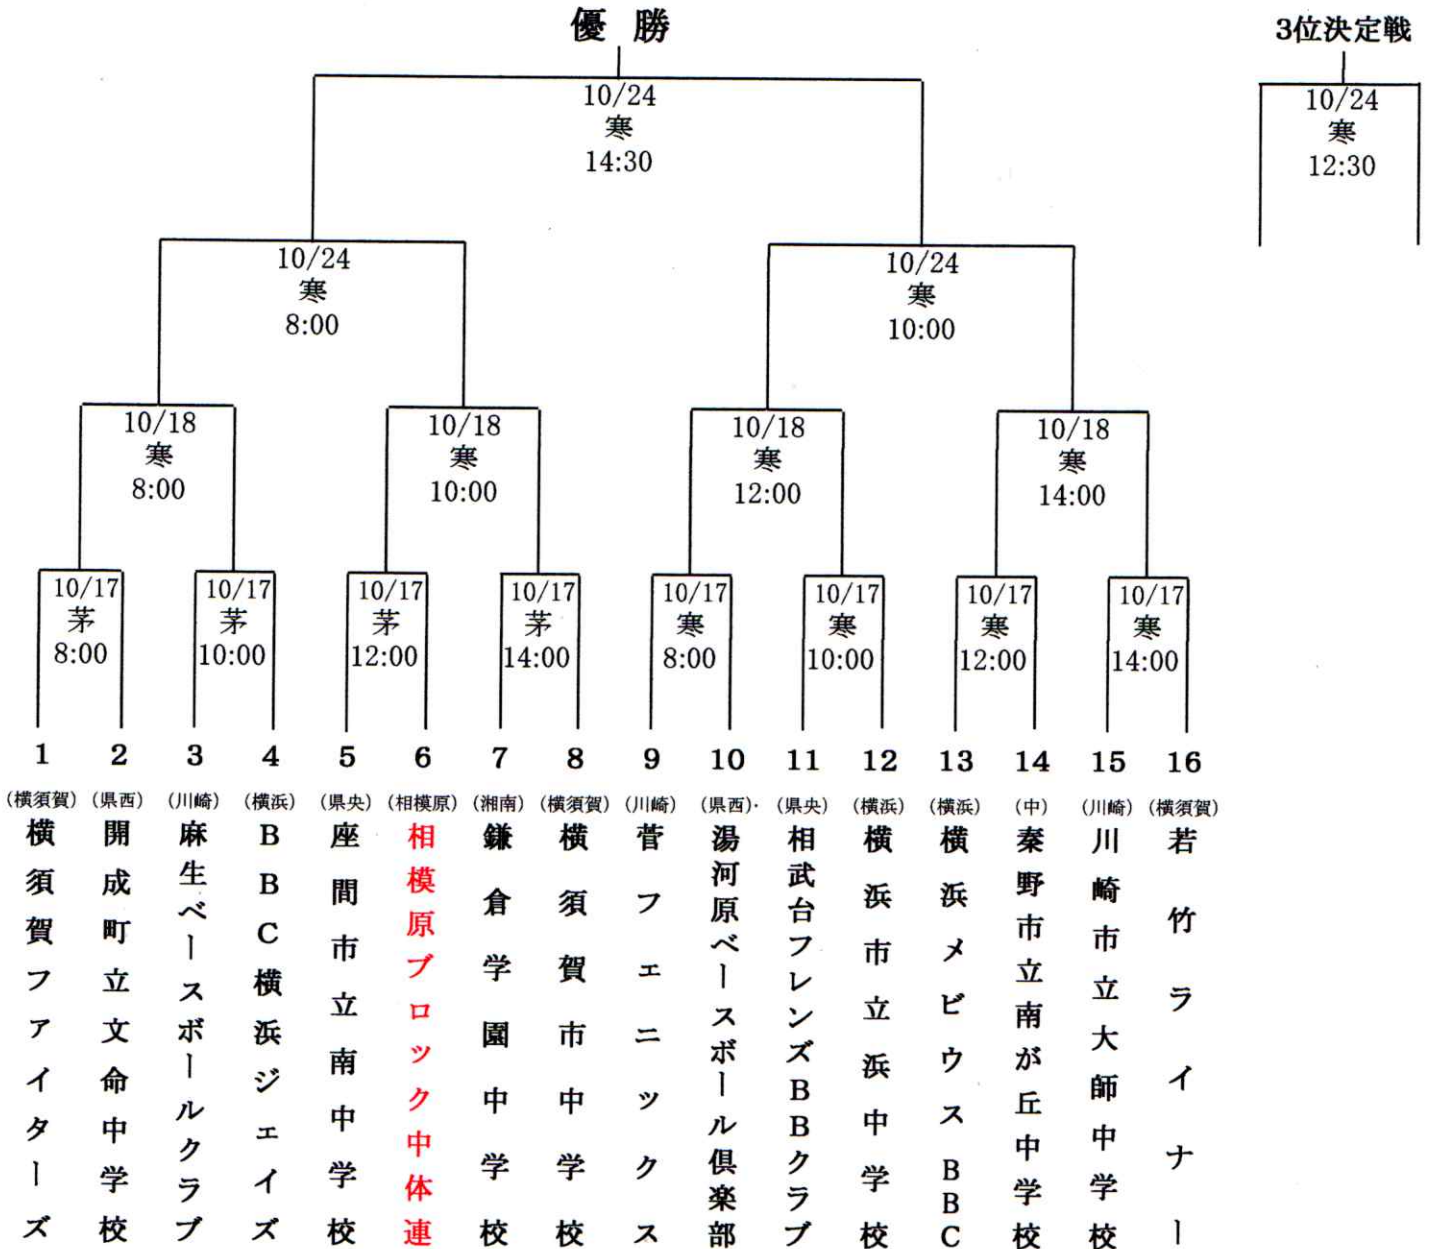 優 勝
3位決定戦
10/24
寒
14:30
10/24
寒
12:30
10/24
寒
8:00
10/24
寒
10:00
10/18
寒
8:00
10/18
寒
10:00
10/18
寒
12:00
10/18
寒
14:00
10/17
茅
8:00
10/17
茅
10:00
10/17
茅
12:00
10/17
茅
14:00
10/17
寒
8:00
10/17
寒
10:00
10/17
寒
12:00
10/17
寒
14:00
1
(横須賀)
横須賀ファイターズ
2
(県西)
開成町立文命中学校
3
(川崎)
麻生ベースボールクラブ
4
(横浜)
BBC横浜ジェイズ
5
(県央)
座間市立南中学校
6
(相模原)
相模原ブロック中体連
7
(湘南)
鎌倉学園中学校
8
(横須賀)
横須賀市中学校
9
(川崎)
菅フェニックス
10
(県西)
湯河原ベースボール倶楽部
11
(県央)
相武台フレンズBBクラブ
12
(横浜)
横浜市立浜中学校
13
(横浜)
横浜メビウスBBC
14
(中)
秦野市立南が丘中学校
15
(川崎)
川崎市立大師中学校
16
(横須賀)
若竹ライナー